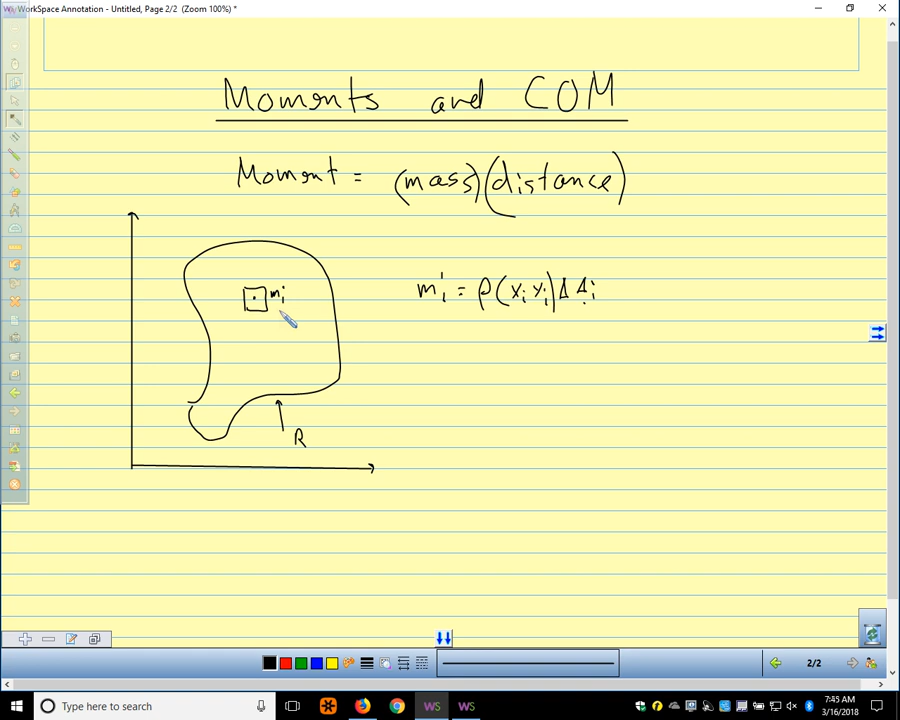 WorkSpace Annotation - Untitled, Page 2/2 (Zoom 100%) *
Moments and COM
Moment = (mass)(distance)
mi
mi = ρ(xi yi)ΔAi
R
2/2
Type here to search
WS WS
7:45 AM
3/16/2018